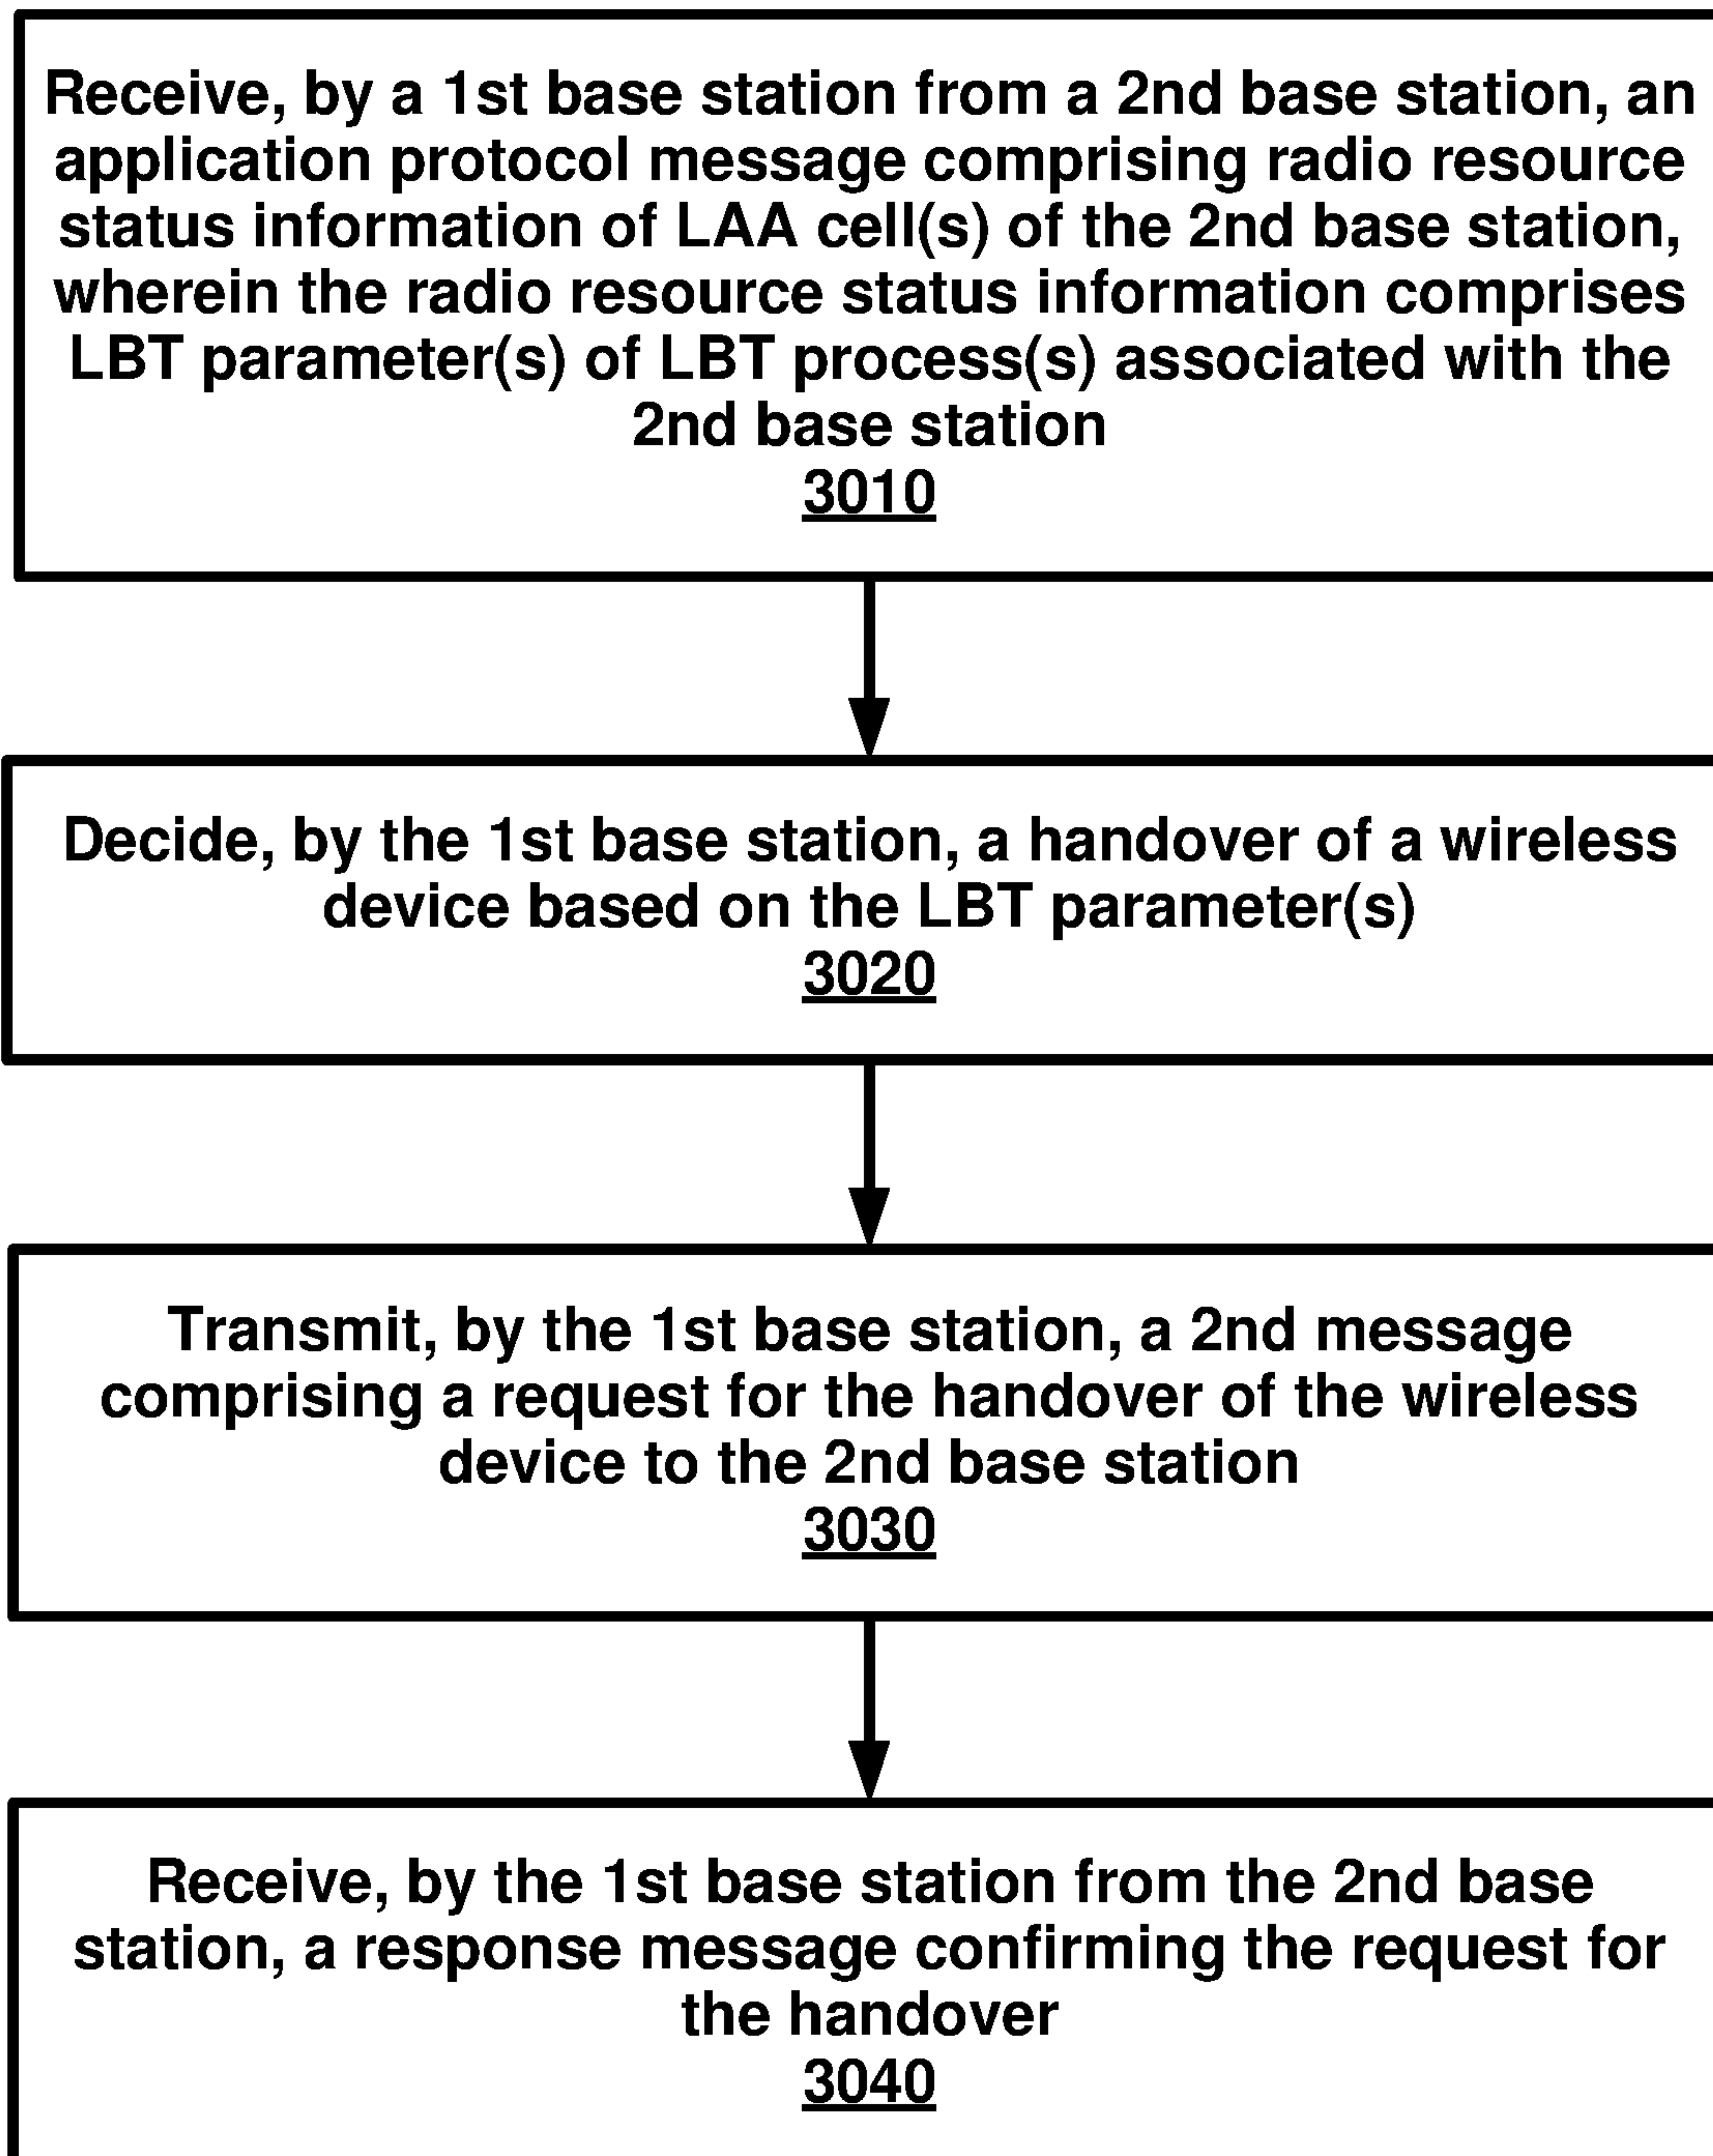 Receive, by a 1st base station from a 2nd base station, an
application protocol message comprising radio resource
status information of LAA cell(s) of the 2nd base station,
wherein the radio resource status information comprises
LBT parameter(s) of LBT process(s) associated with the
2nd base station
3010
Decide, by the 1st base station, a handover of a wireless
device based on the LBT parameter(s)
3020
Transmit, by the 1st base station, a 2nd message
comprising a request for the handover of the wireless
device to the 2nd base station
3030
Receive, by the 1st base station from the 2nd base
station, a response message confirming the request for
the handover
3040